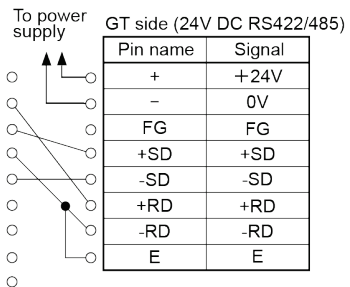 To power
supply
GT side (24V DC RS422/485)
Pin name Signal
+ +24V
− 0V
FG FG
+SD +SD
-SD -SD
+RD +RD
-RD -RD
E E